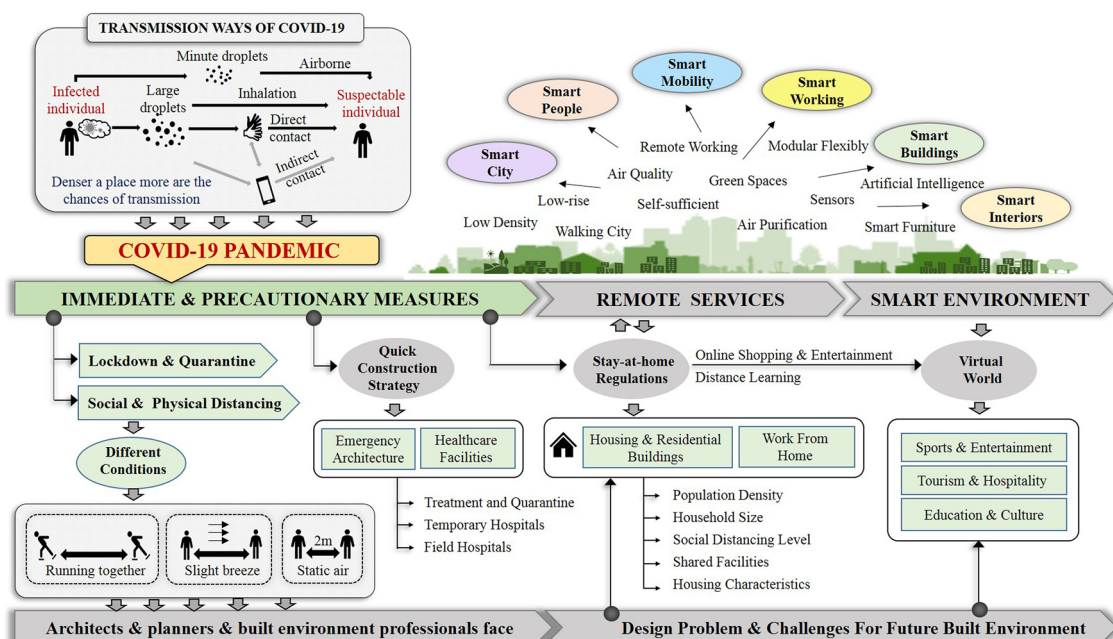 TRANSMISSION WAYS OF COVID-19
Minute droplets
Airborne
Infected
individual
Large
droplets
Inhalation
Suspectable
individual
Direct
contact
Indirect
contact
Denser a place more are the
chances of transmission
COVID-19 PANDEMIC
Smart
City
Smart
People
Smart
Mobility
Smart
Working
Smart
Buildings
Smart
Interiors
Remote Working
Modular Flexibly
Air Quality
Green Spaces
Artificial Intelligence
Low-rise
Self-sufficient
Sensors
Low Density
Walking City
Air Purification
Smart Furniture
IMMEDIATE & PRECAUTIONARY MEASURES
REMOTE SERVICES
SMART ENVIRONMENT
Lockdown & Quarantine
Social & Physical Distancing
Different
Conditions
Running together
Slight breeze
2m
Static air
Quick
Construction
Strategy
Emergency
Architecture
Healthcare
Facilities
Treatment and Quarantine
Temporary Hospitals
Field Hospitals
Stay-at-home
Regulations
Online Shopping & Entertainment
Distance Learning
Housing & Residential
Buildings
Work From
Home
Population Density
Household Size
Social Distancing Level
Shared Facilities
Housing Characteristics
Virtual
World
Sports & Entertainment
Tourism & Hospitality
Education & Culture
Architects & planners & built environment professionals face
Design Problem & Challenges For Future Built Environment